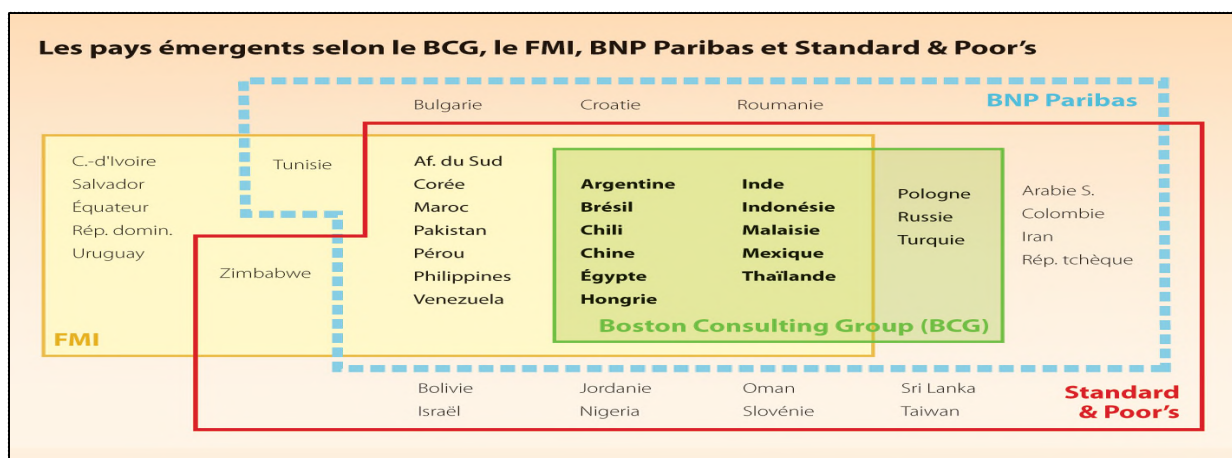 Les pays émergents selon le BCG, le FMI, BNP Paribas et Standard & Poor's
Bulgarie Croatie Roumanie BNP Paribas
C.-d'Ivoire
Salvador
Équateur
Rép. domin.
Uruguay
Tunisie
Zimbabwe
FMI
Af. du Sud
Corée
Maroc
Pakistan
Pérou
Philippines
Venezuela
Argentine
Brésil
Chili
Chine
Égypte
Hongrie
Inde
Indonésie
Malaisie
Mexique
Thaïlande
Boston Consulting Group (BCG)
Pologne
Russie
Turquie
Arabie S.
Colombie
Iran
Rép. tchèque
Bolivie Jordanie Oman Sri Lanka
Israël Nigeria Slovénie Taiwan
Standard
& Poor's